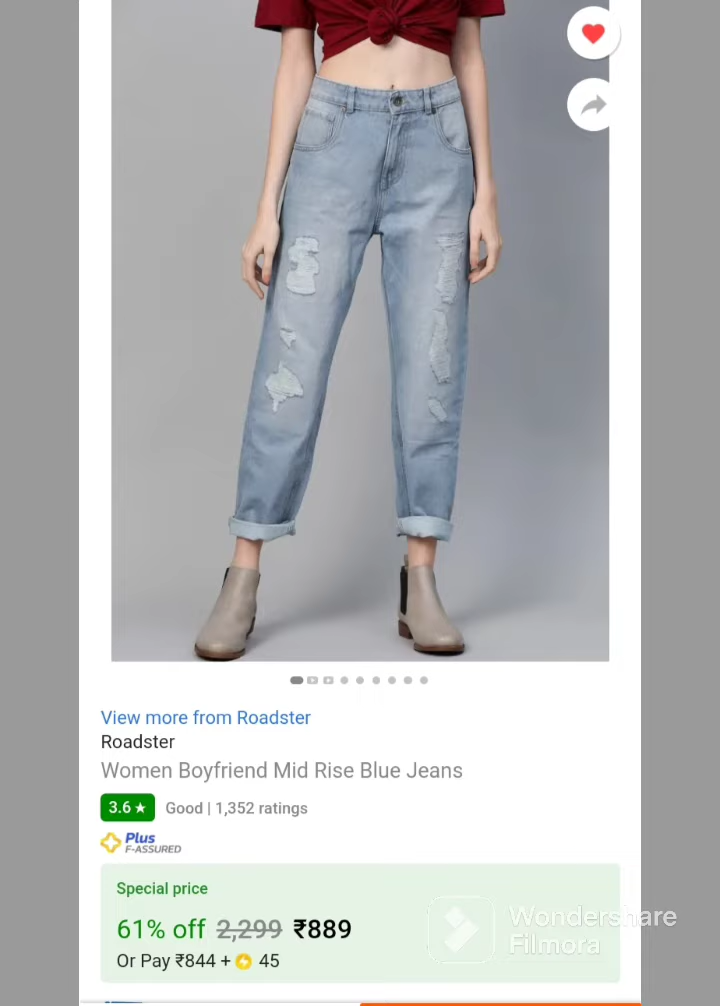 View more from Roadster
Roadster
Women Boyfriend Mid Rise Blue Jeans
3.6★ Good | 1,352 ratings
Plus
F-ASSURED
Special price
61% off 2,299 ₹889
Or Pay ₹844 + 45
Wondershare
Filmora